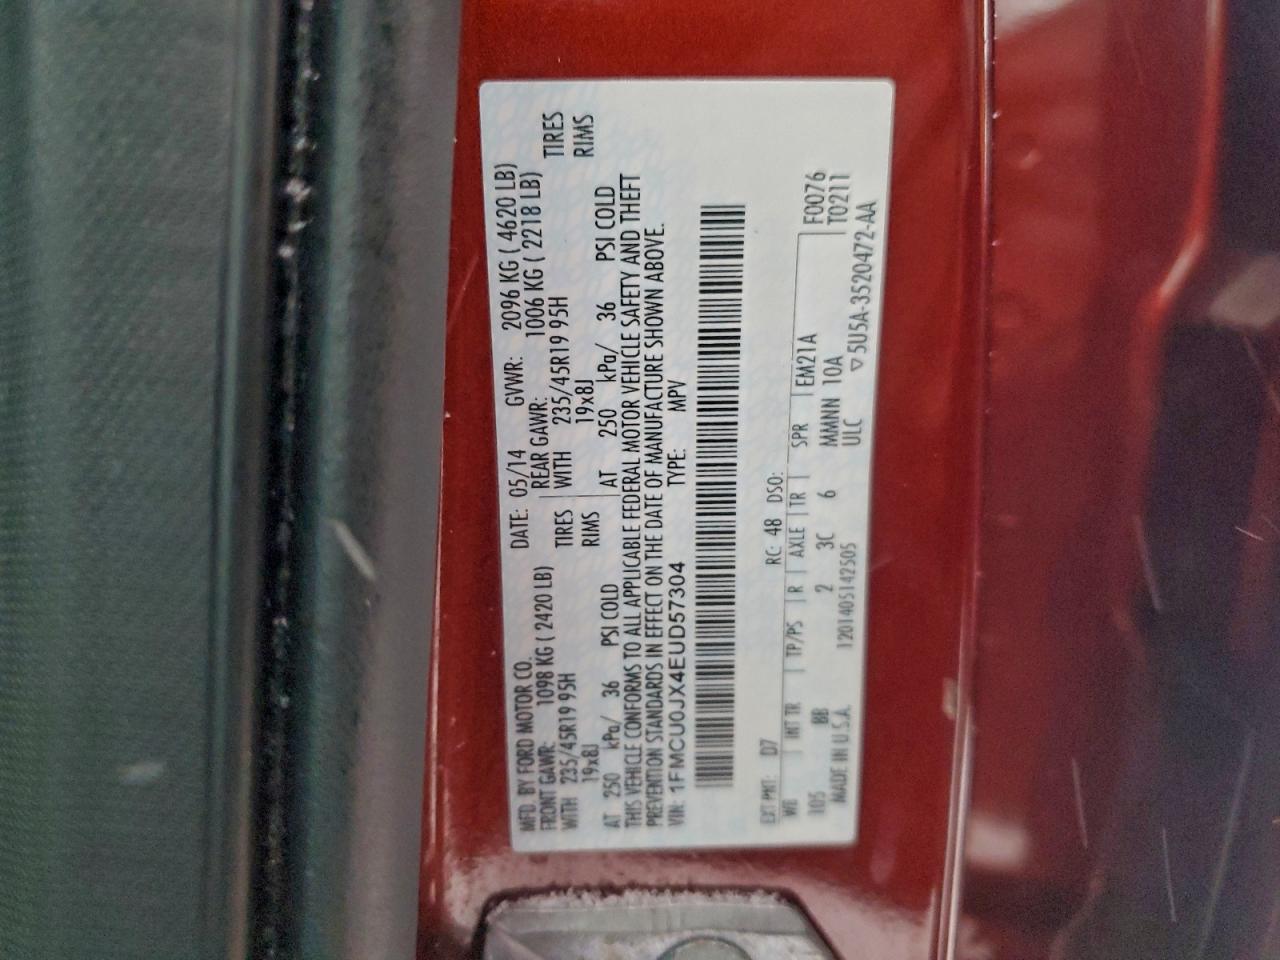 MFD. BY FORD MOTOR CO. DATE: 05/14 GVWR: 2096 KG ( 4620 LB)
FRONT GAWR: 1098 KG ( 2420 LB) REAR GAWR: 1006 KG ( 2218 LB)
WITH 235/45R19 95H TIRES WITH 235/45R19 95H TIRES
19x8J RIMS 19x8J RIMS
AT 250 kPa/ 36 PSI COLD AT 250 kPa/ 36 PSI COLD
THIS VEHICLE CONFORMS TO ALL APPLICABLE FEDERAL MOTOR VEHICLE SAFETY AND THEFT
PREVENTION STANDARDS IN EFFECT ON THE DATE OF MANUFACTURE SHOWN ABOVE.
VIN: 1FMCU0JX4EUD57304 TYPE: MPV
EXT PNT: D7 RC: 48 DSO:
WB INT TR TP/PS R AXLE TR SPR EM21A F0076
105 BB 2 3C 6 MMNN 10A T0211
MADE IN U.S.A. 1201405142505 ULC ▽5U5A-3520472-AA